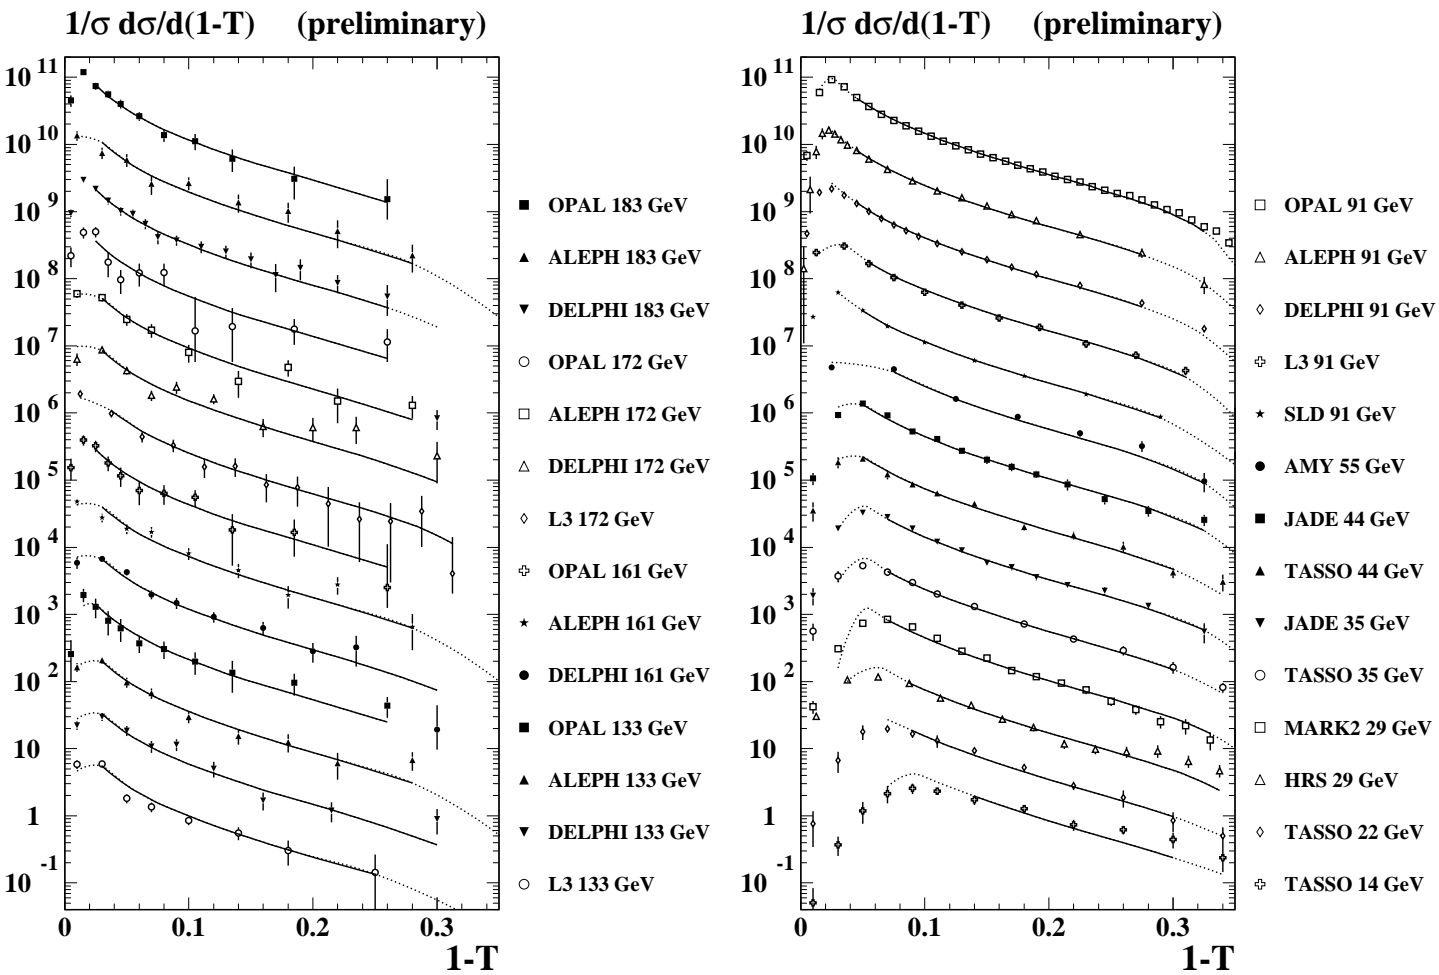 1/σ dσ/d(1-T) (preliminary)
10 11
10 10
10 9
10 8
10 7
10 6
10 5
10 4
10 3
10 2
10
1
10 -1
0 0.1 0.2 0.3
1-T
OPAL 183 GeV
ALEPH 183 GeV
DELPHI 183 GeV
OPAL 172 GeV
ALEPH 172 GeV
DELPHI 172 GeV
L3 172 GeV
OPAL 161 GeV
ALEPH 161 GeV
DELPHI 161 GeV
OPAL 133 GeV
ALEPH 133 GeV
DELPHI 133 GeV
L3 133 GeV
1/σ dσ/d(1-T) (preliminary)
10 11
10 10
10 9
10 8
10 7
10 6
10 5
10 4
10 3
10 2
10
1
10 -1
0 0.1 0.2 0.3
1-T
OPAL 91 GeV
ALEPH 91 GeV
DELPHI 91 GeV
L3 91 GeV
SLD 91 GeV
AMY 55 GeV
JADE 44 GeV
TASSO 44 GeV
JADE 35 GeV
TASSO 35 GeV
MARK2 29 GeV
HRS 29 GeV
TASSO 22 GeV
TASSO 14 GeV